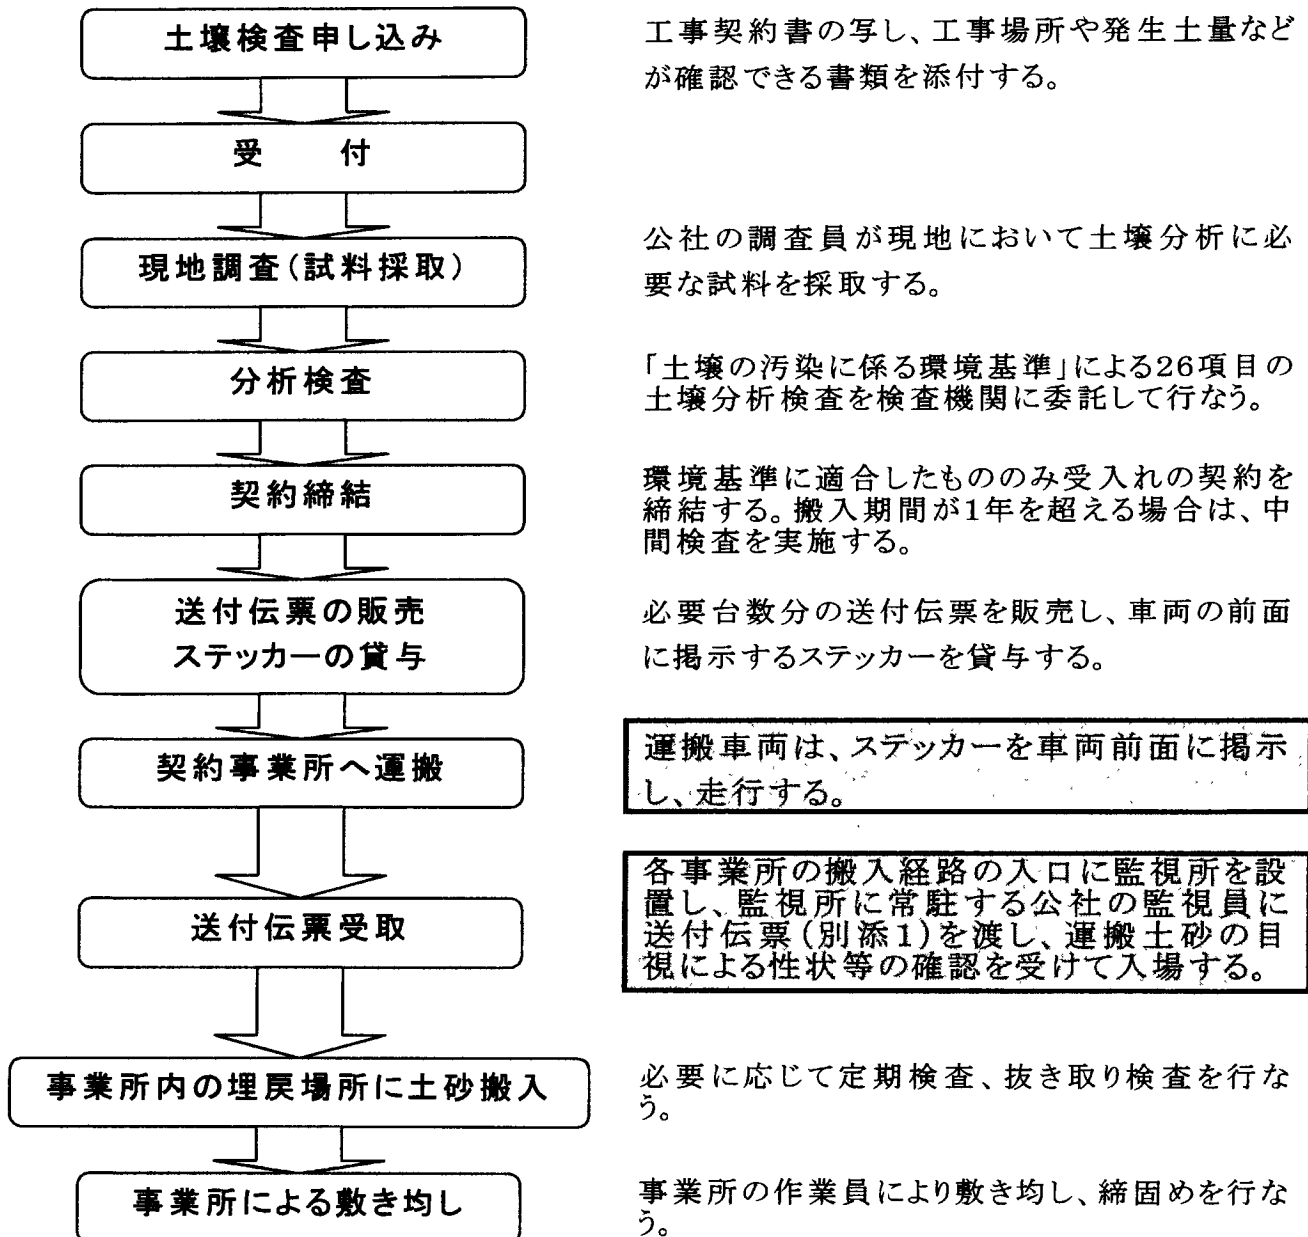 土壌検査申し込み
工事契約書の写し、工事場所や発生土量など
が確認できる書類を添付する。
受 付
現地調査(試料採取)
公社の調査員が現地において土壌分析に必
要な試料を採取する。
分析検査
「土壌の汚染に係る環境基準」による26項目の
土壌分析検査を検査機関に委託して行なう。
契約締結
環境基準に適合したもののみ受入れの契約を
締結する。搬入期間が1年を超える場合は、中
間検査を実施する。
送付伝票の販売
ステッカーの貸与
必要台数分の送付伝票を販売し、車両の前面
に掲示するステッカーを貸与する。
契約事業所へ運搬
運搬車両は、ステッカーを車両前面に掲示
し、走行する。
送付伝票受取
各事業所の搬入経路の入口に監視所を設
置し、監視所に常駐する公社の監視員に
送付伝票(別添1)を渡し、運搬土砂の目
視による性状等の確認を受けて入場する。
事業所内の埋戻場所に土砂搬入
必要に応じて定期検査、抜き取り検査を行な
う。
事業所による敷き均し
事業所の作業員により敷き均し、締固めを行な
う。